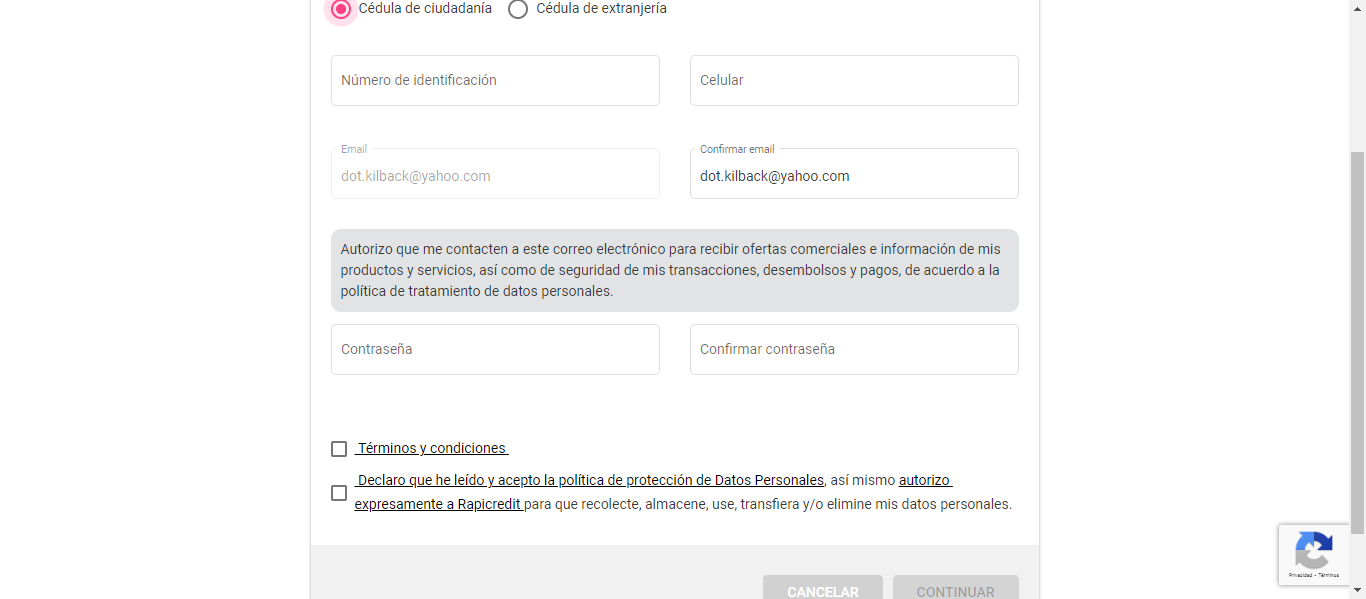 Cédula de ciudadanía Cédula de extranjería
Número de identificación Celular
Email Confirmar email
dot.kilback@yahoo.com dot.kilback@yahoo.com
Autorizo que me contacten a este correo electrónico para recibir ofertas comerciales e información de mis
productos y servicios, así como de seguridad de mis transacciones, desembolsos y pagos, de acuerdo a la
política de tratamiento de datos personales.
Contraseña Confirmar contraseña
Términos y condiciones
Declaro que he leído y acepto la política de protección de Datos Personales, así mismo autorizo
expresamente a Rapicredit para que recolecte, almacene, use, transfiera y/o elimine mis datos personales.
Privacidad - Términos
CANCELAR CONTINUAR